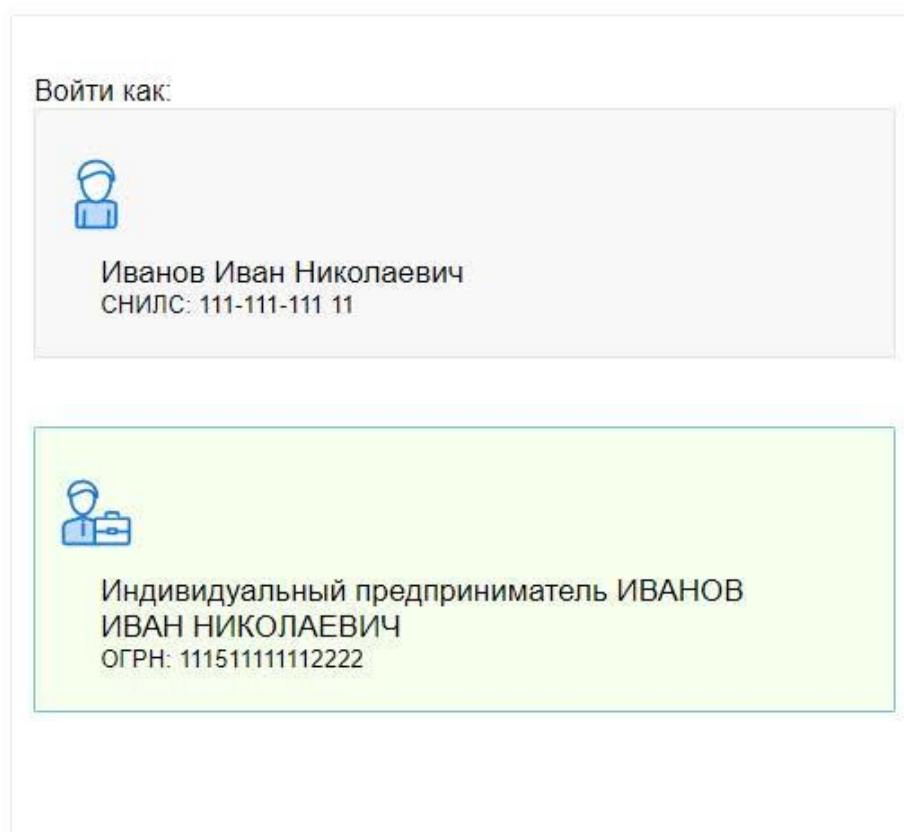 Войти как:
Иванов Иван Николаевич
СНИЛС: 111-111-111 11
Индивидуальный предприниматель ИВАНОВ
ИВАН НИКОЛАЕВИЧ
ОГРН: 111511111112222